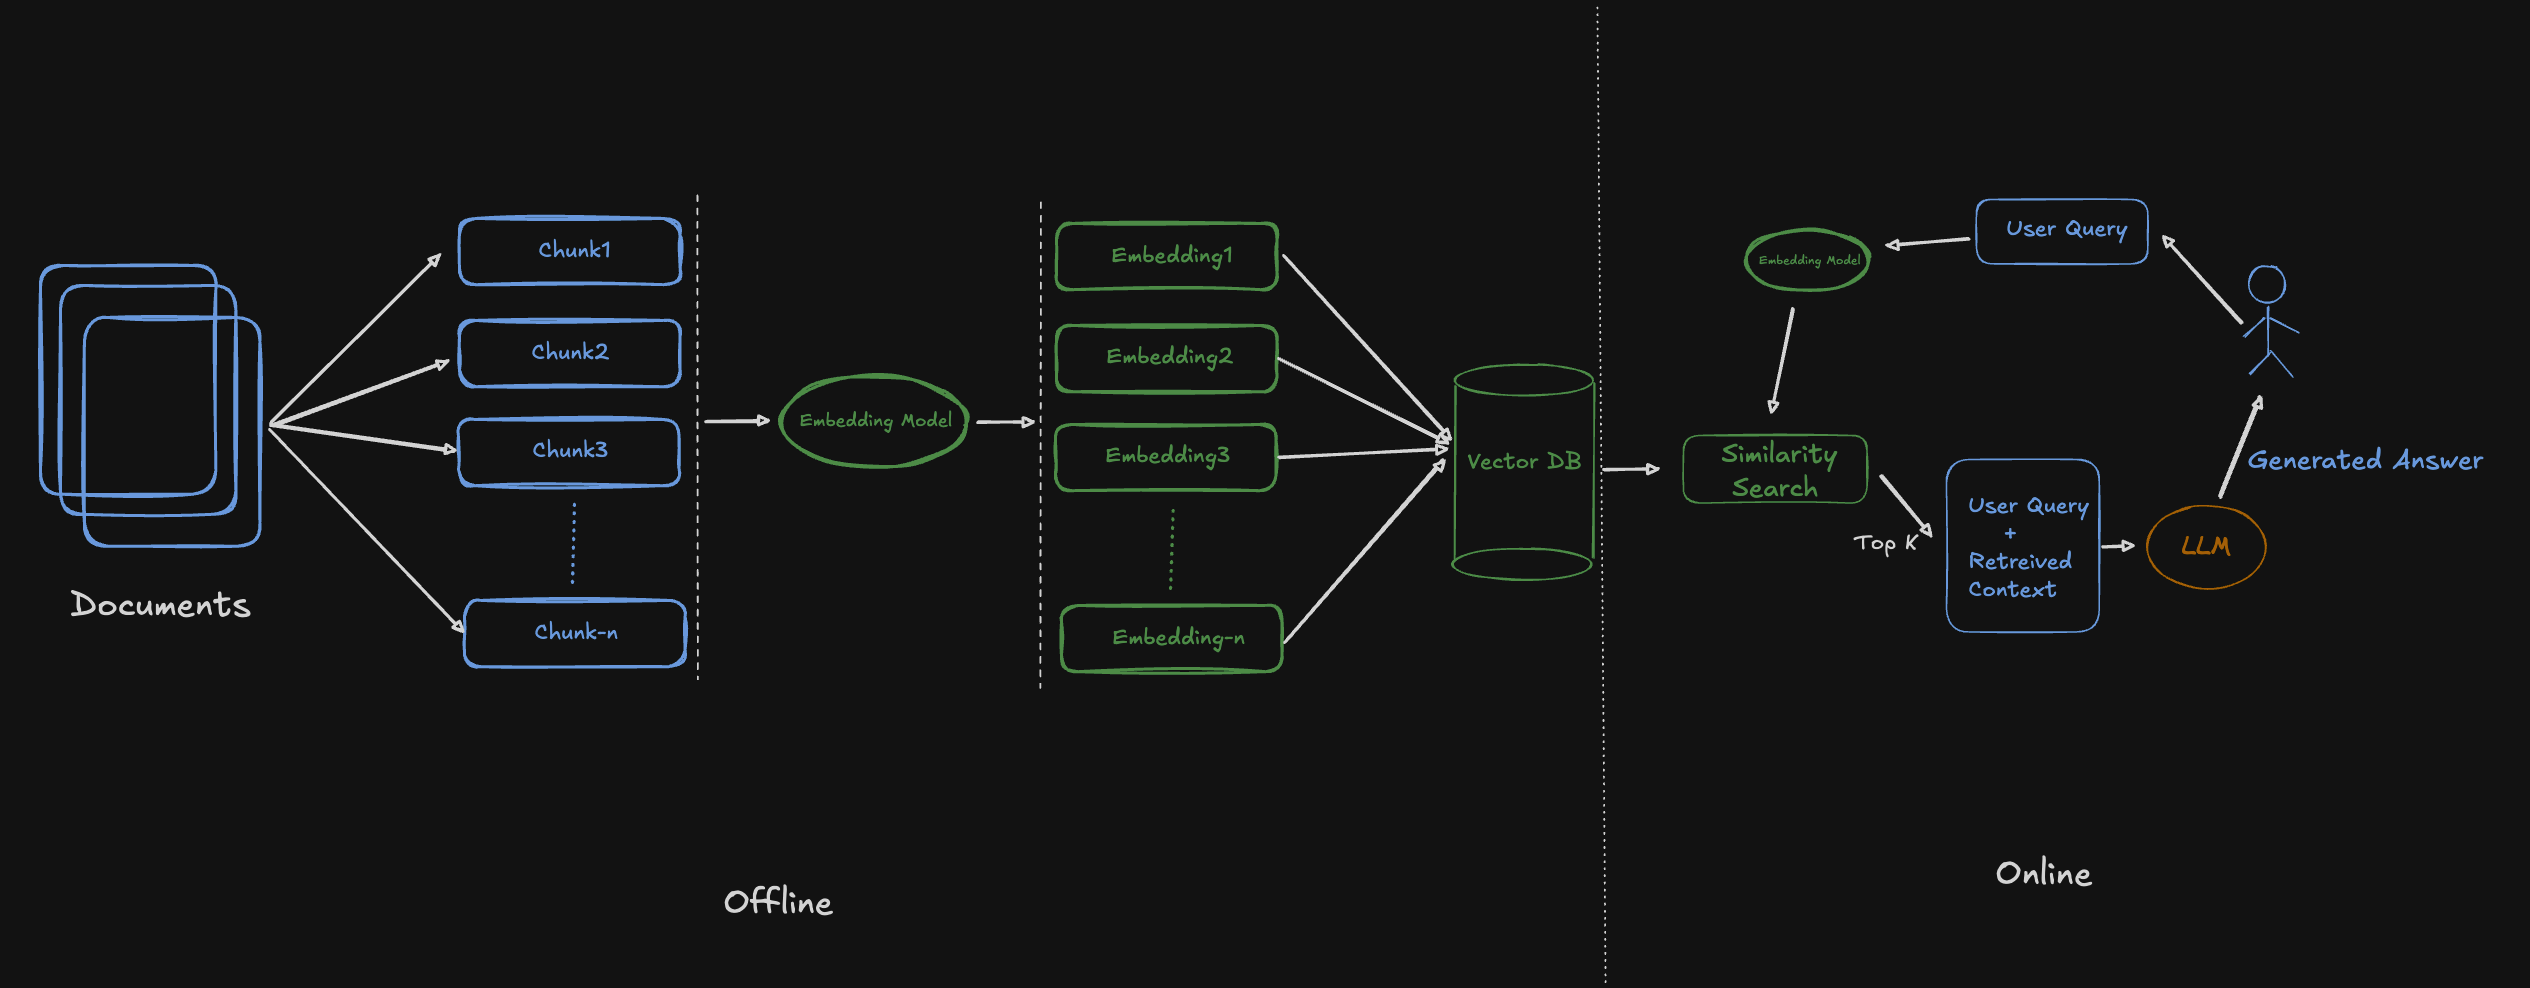 Documents
Chunk1
Chunk2
Chunk3
Chunk-n
Embedding Model
Embedding1
Embedding2
Embedding3
Embedding-n
Vector DB
Offline
User Query
Embedding Model
Similarity
Search
Top K
User Query
+
Retreived
Context
LLM
Generated Answer
Online